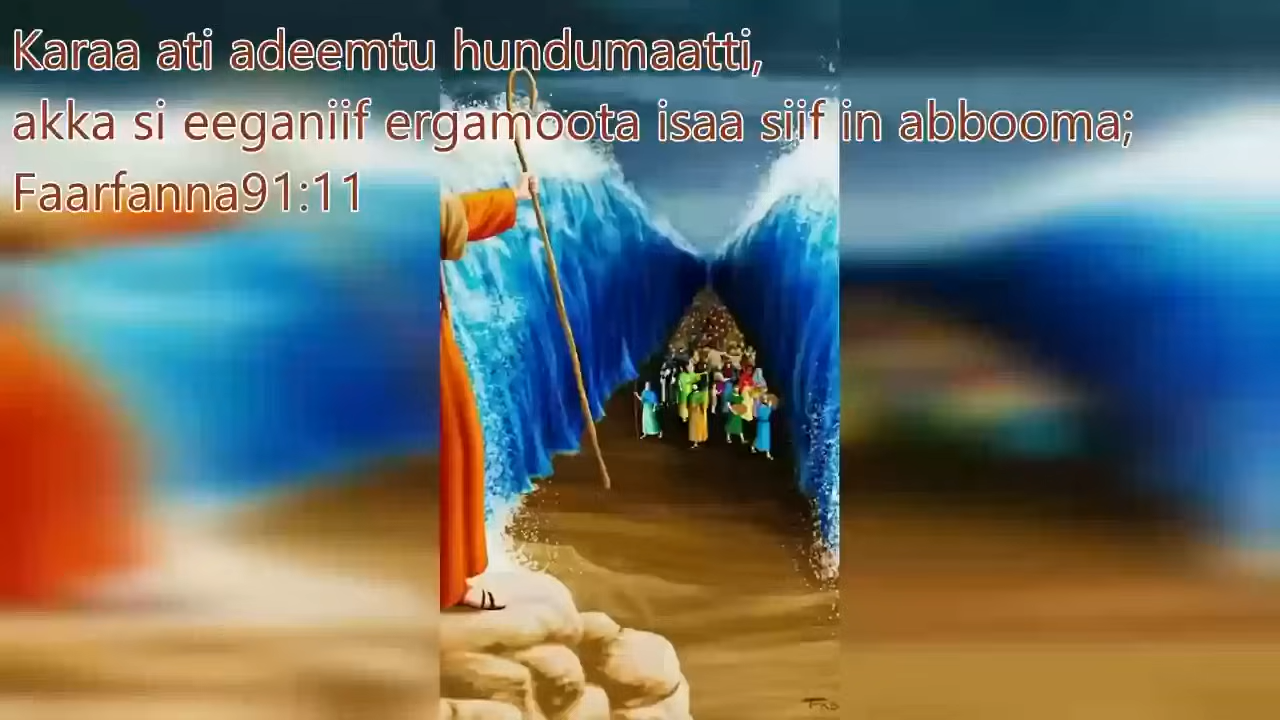 Karaa ati adeemtu hundumaatti,
akka si eeganiif ergamoota isaa siif in abbooma;
Faarfanna91:11